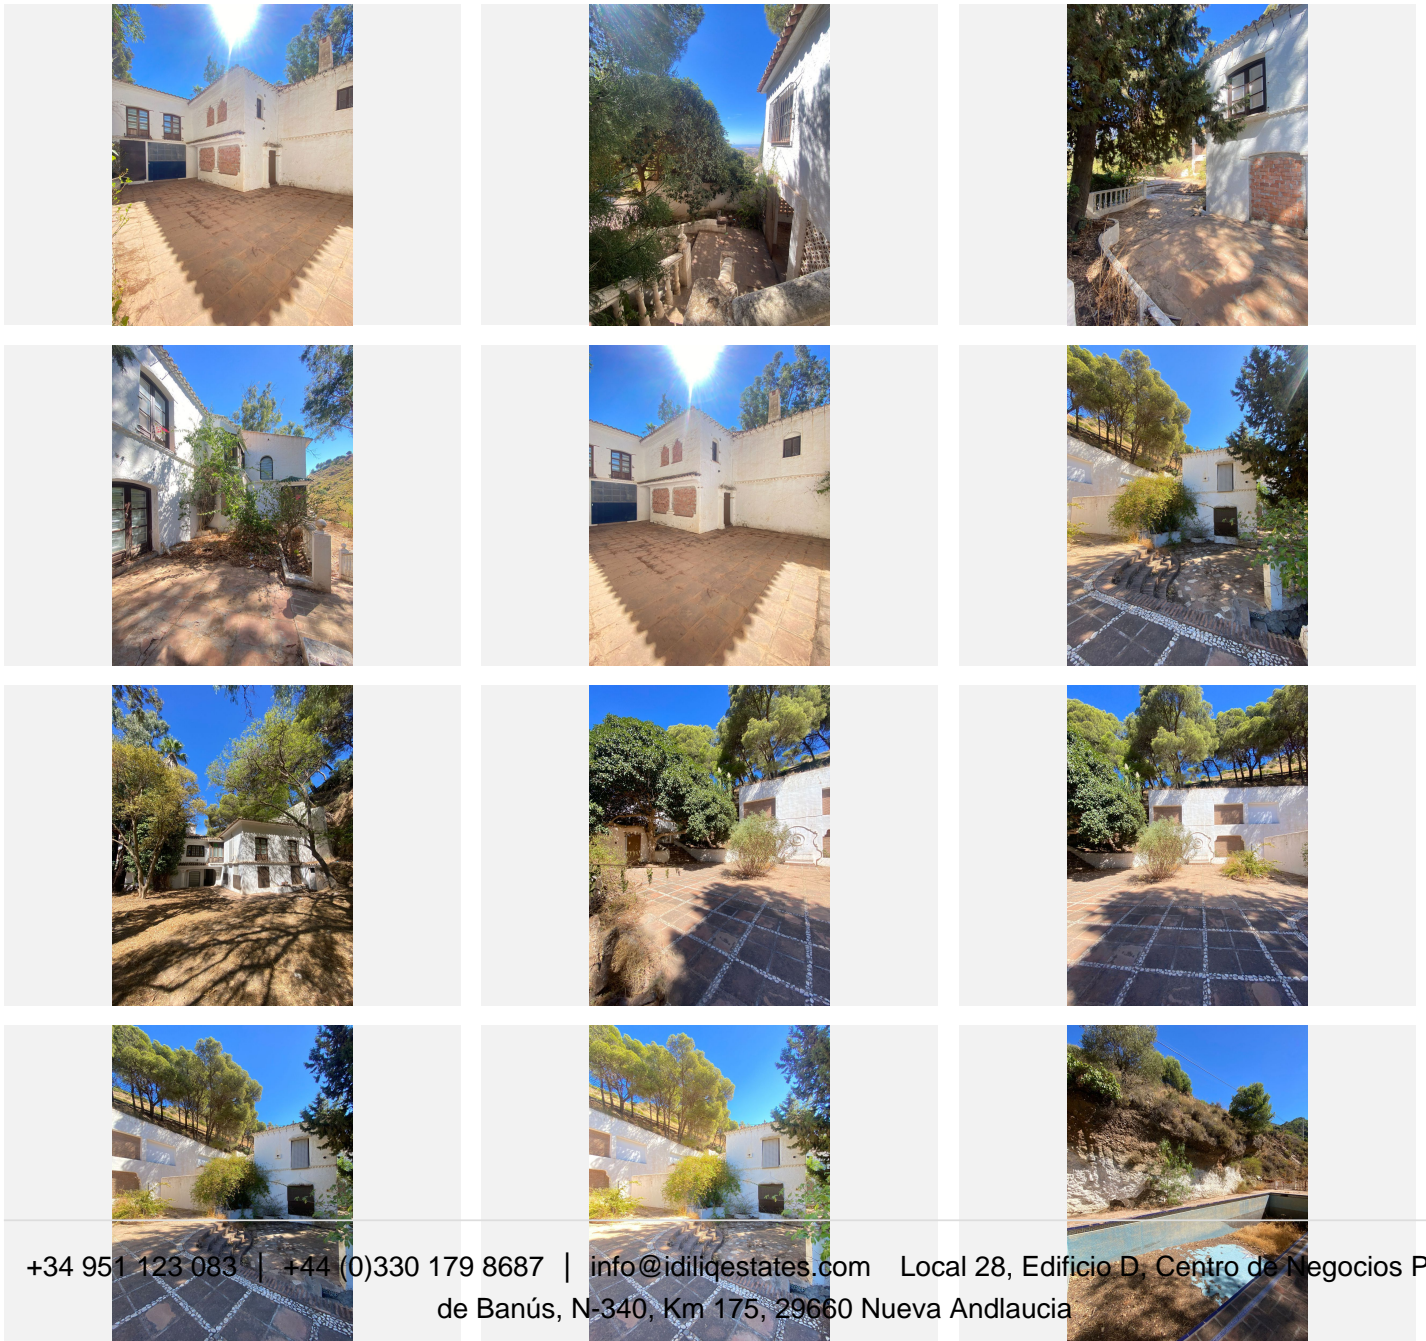 +34 951 123 083 | +44 (0)330 179 8687 | info@idiliqestates.com Local 28, Edificio D, Centro de Negocios P
de Banús, N-340, Km 175, 29660 Nueva Andlaucia